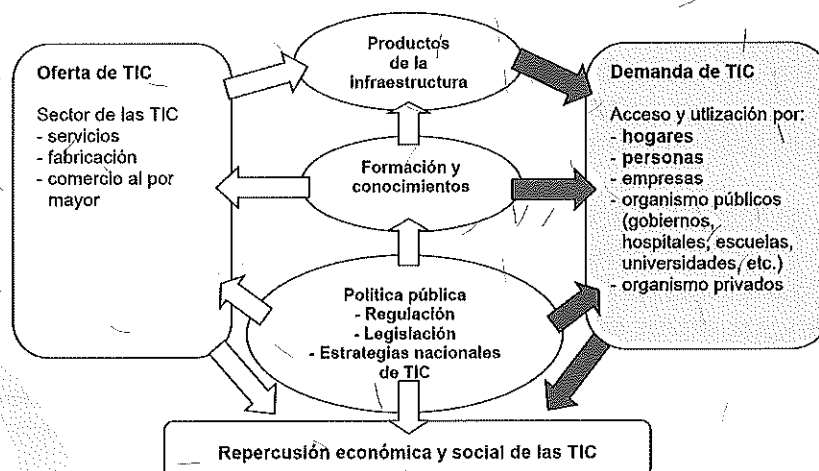 Productos
de la
infraestructura
Oferta de TIC
Sector de las TIC
- servicios
- fabricación
- comercio al por
mayor
Formación y
conocimientos
Política pública
- Regulación
- Legislación
- Estrategias nacionales
de TIC
Demanda de TIC
Acceso y utlización por:
- hogares
- personas
- empresas
- organismo públicos
(gobiernos,
hospitales, escuelas,
universidades, etc.)
- organismo privados
Repercusión económica y social de las TIC